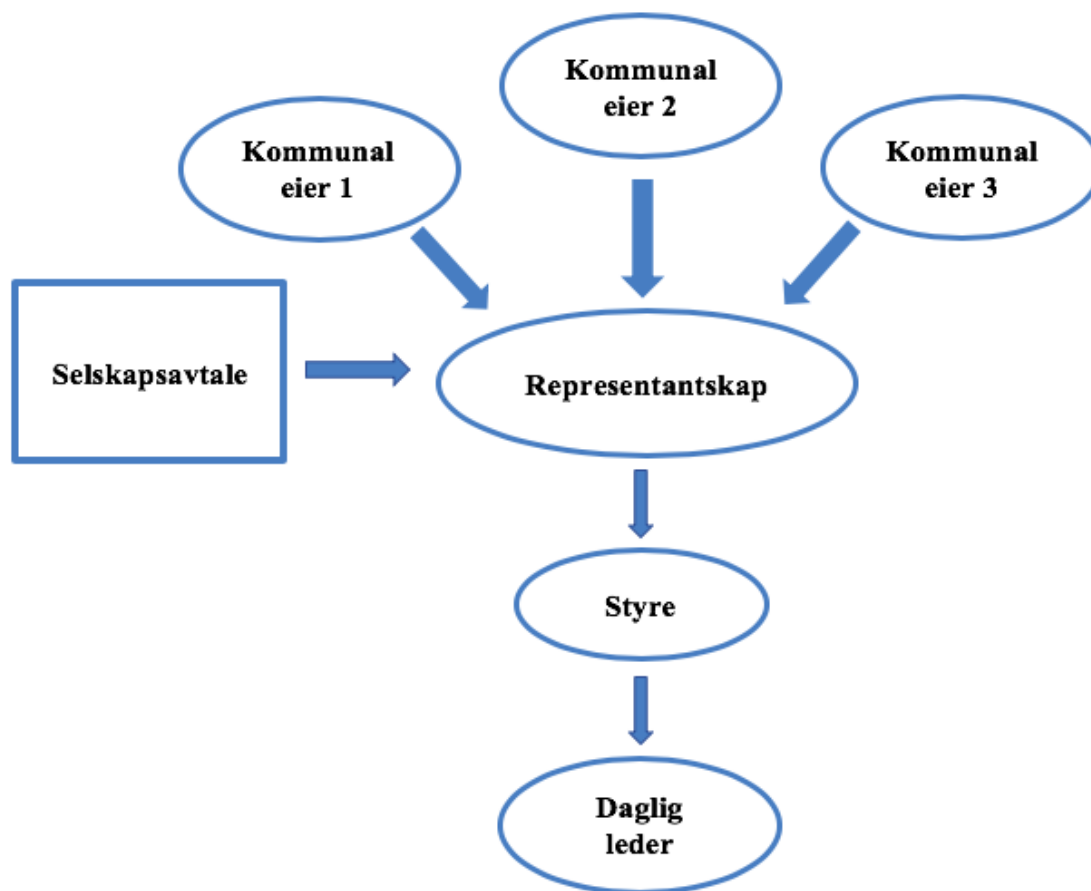 Kommunal
eier 1
Kommunal
eier 2
Kommunal
eier 3
Selskapsavtale
Representantskap
Styre
Daglig
leder